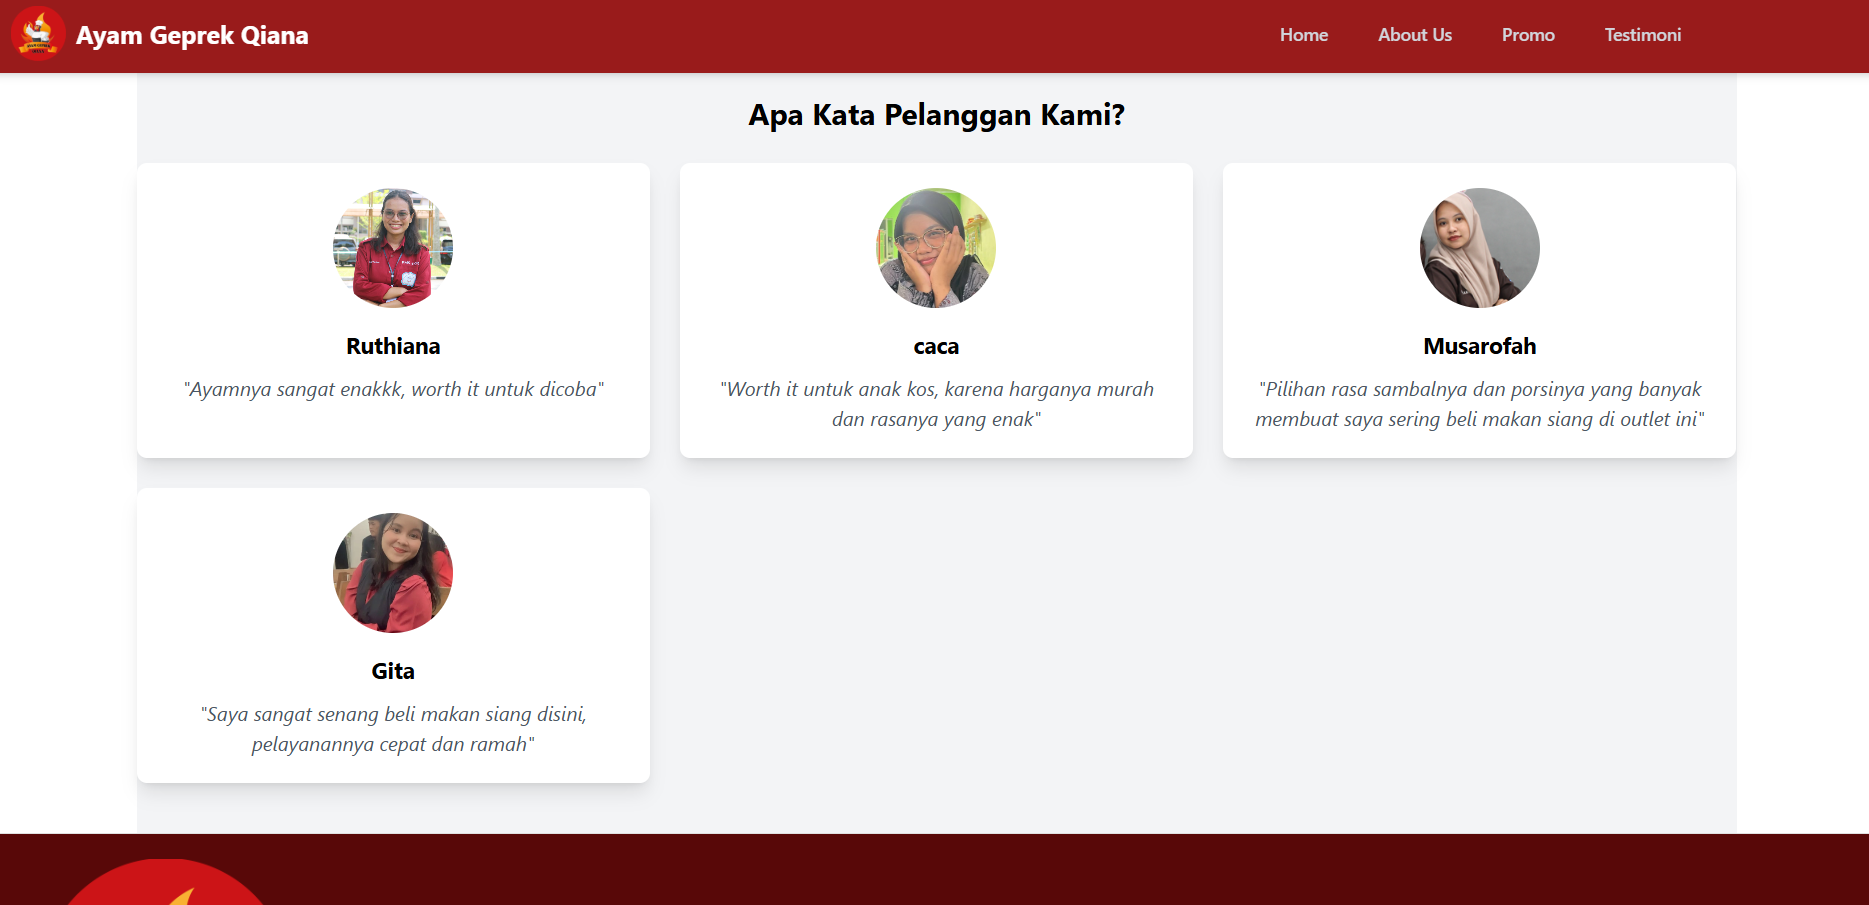 Ayam Geprek Qiana
Home
About Us
Promo
Testimoni
Apa Kata Pelanggan Kami?
Ruthiana
"Ayamnya sangat enakkk, worth it untuk dicoba"
caca
"Worth it untuk anak kos, karena harganya murah
dan rasanya yang enak"
Musarofah
"Pilihan rasa sambalnya dan porsinya yang banyak
membuat saya sering beli makan siang di outlet ini"
Gita
"Saya sangat senang beli makan siang disini,
pelayanannya cepat dan ramah"